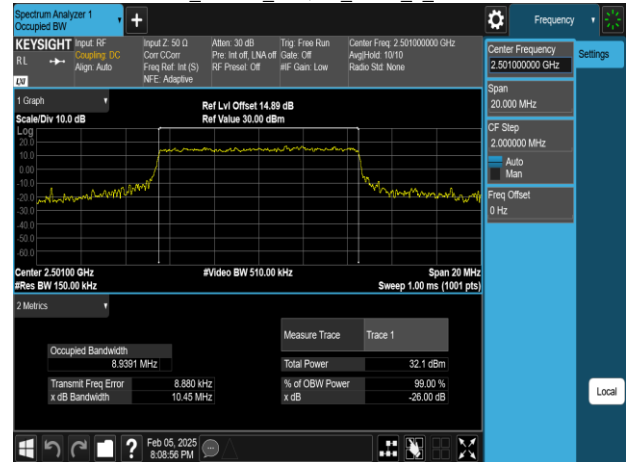 Spectrum Analyzer 1
Occupied BW
Frequency
KEYSIGHT
RL
LXI
Input: RF
Coupling: DC
Align: Auto
Input Z: 50 Ω
Corr CCorr
Freq Ref: Int (S)
NFE: Adaptive
Atten: 30 dB
Pre: Int off, LNA off
RF Presel: Off
Trig: Free Run
Gate: Off
#IF Gain: Low
Center Freq: 2.501000000 GHz
Avg|Hold: 10/10
Radio Std: None
Center Frequency
2.501000000 GHz
Settings
Span
20.000 MHz
CF Step
2.000000 MHz
Auto
Man
Freq Offset
0 Hz
Local
1 Graph
Scale/Div 10.0 dB
Ref Lvl Offset 14.89 dB
Ref Value 30.00 dBm
Log
20.0
10.0
0.00
-10.0
-20.0
-30.0
-40.0
-50.0
-60.0
Center 2.50100 GHz
#Video BW 510.00 kHz
Span 20 MHz
#Res BW 150.00 kHz
Sweep 1.00 ms (1001 pts)
2 Metrics
Measure Trace Trace 1
Occupied Bandwidth
8.9391 MHz
Total Power 32.1 dBm
Transmit Freq Error 8.880 kHz
% of OBW Power 99.00 %
x dB Bandwidth 10.45 MHz
x dB -26.00 dB
?
Feb 05, 2025
8:08:56 PM